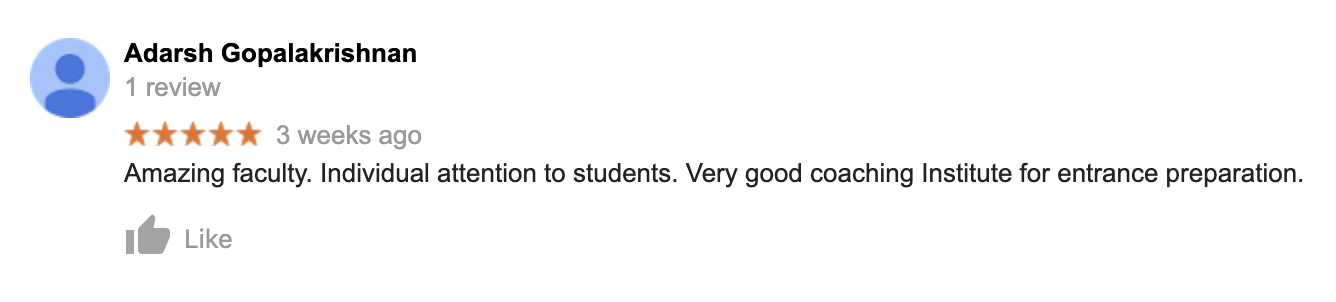 Adarsh Gopalakrishnan
1 review
3 weeks ago
Amazing faculty. Individual attention to students. Very good coaching Institute for entrance preparation.
Like